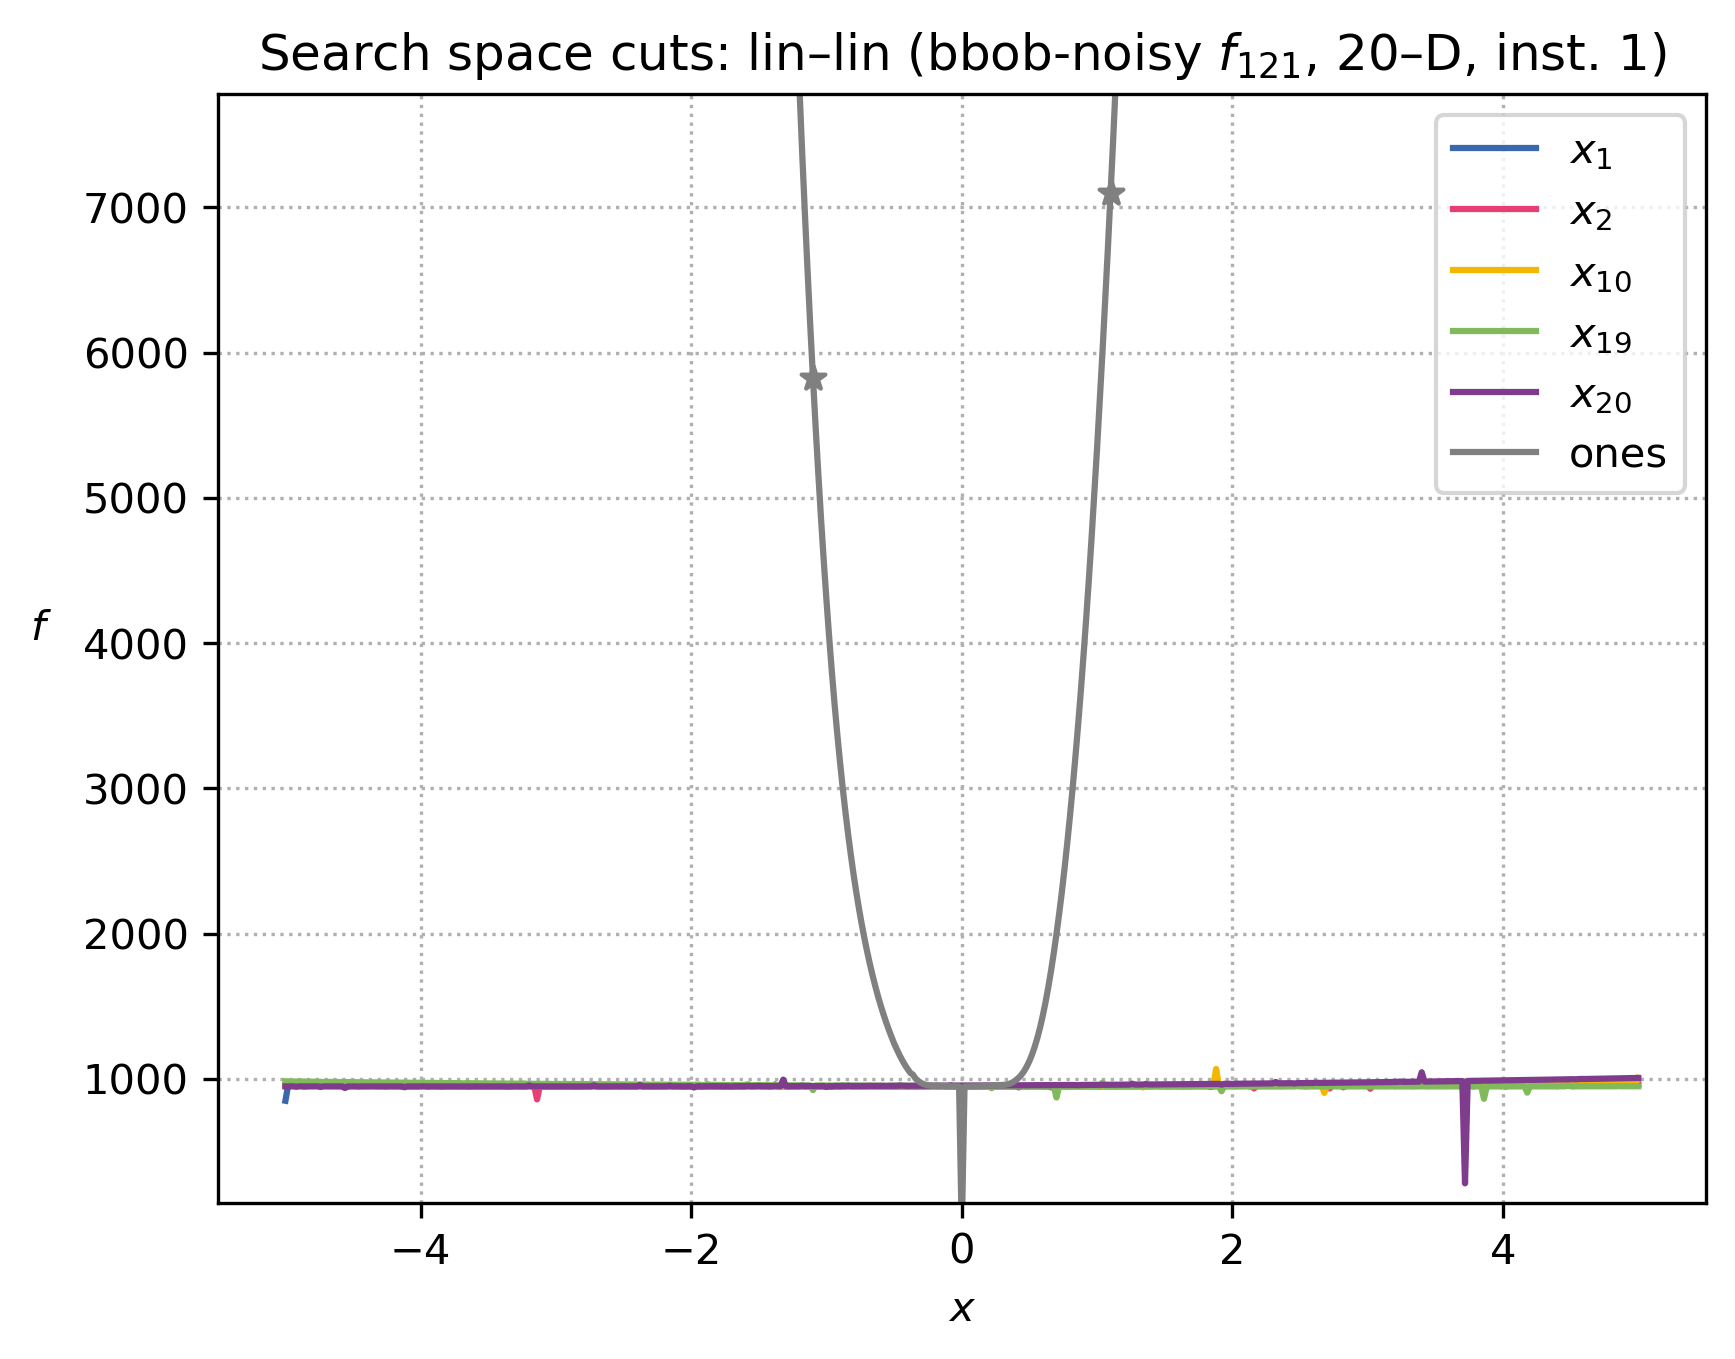 Search space cuts: lin–lin (bbob-noisy f₁₂₁, 20–D, inst. 1)
x₁
x₂
x₁₀
x₁₉
x₂₀
ones
7000
6000
5000
4000
3000
2000
1000
f
−4
−2
0
2
4
x